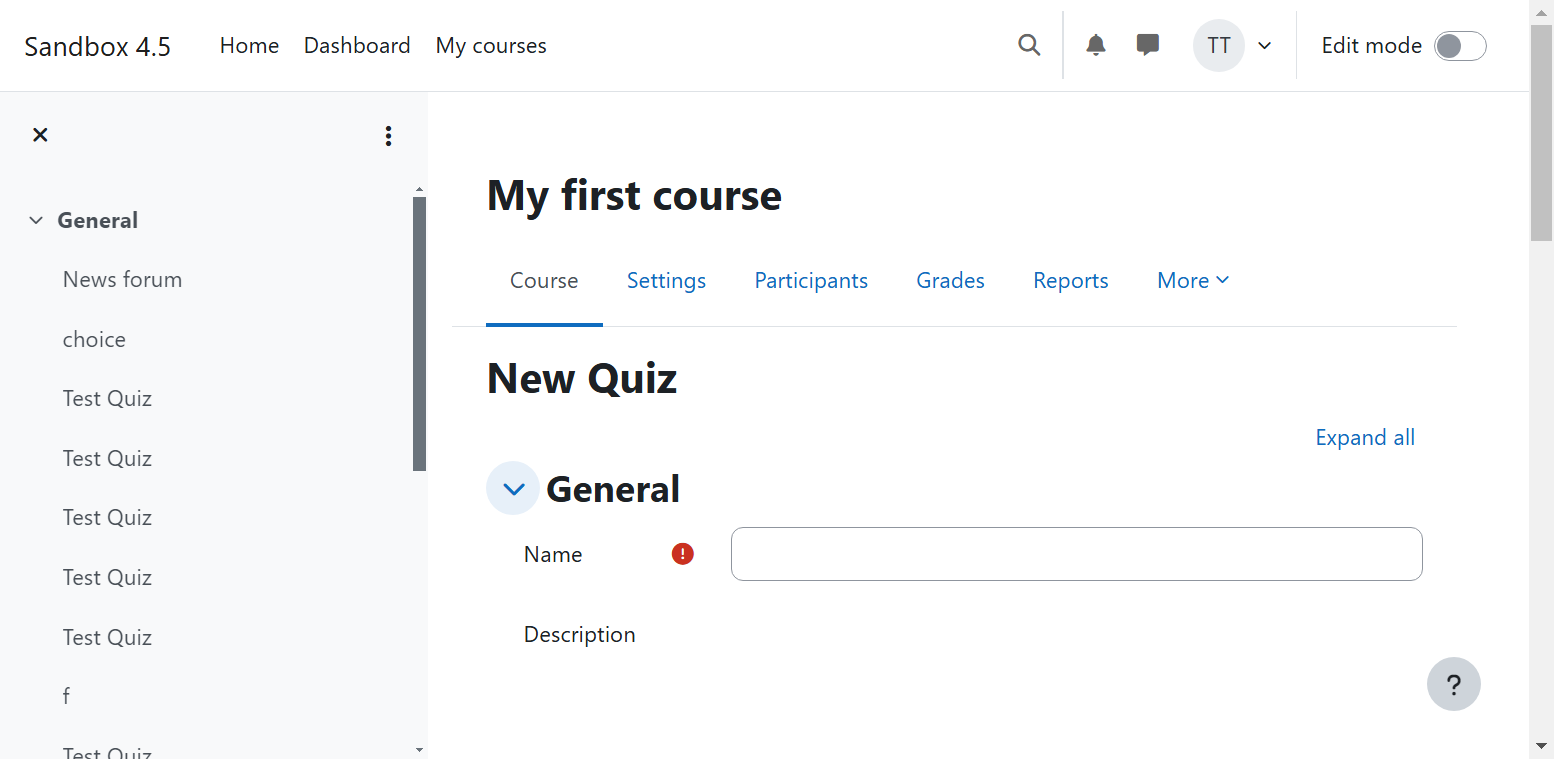 Sandbox 4.5 Home Dashboard My courses TT Edit mode
General
News forum
choice
Test Quiz
Test Quiz
Test Quiz
Test Quiz
Test Quiz
f
Test Quiz
My first course
Course Settings Participants Grades Reports More
New Quiz
Expand all
General
Name !
Description
?